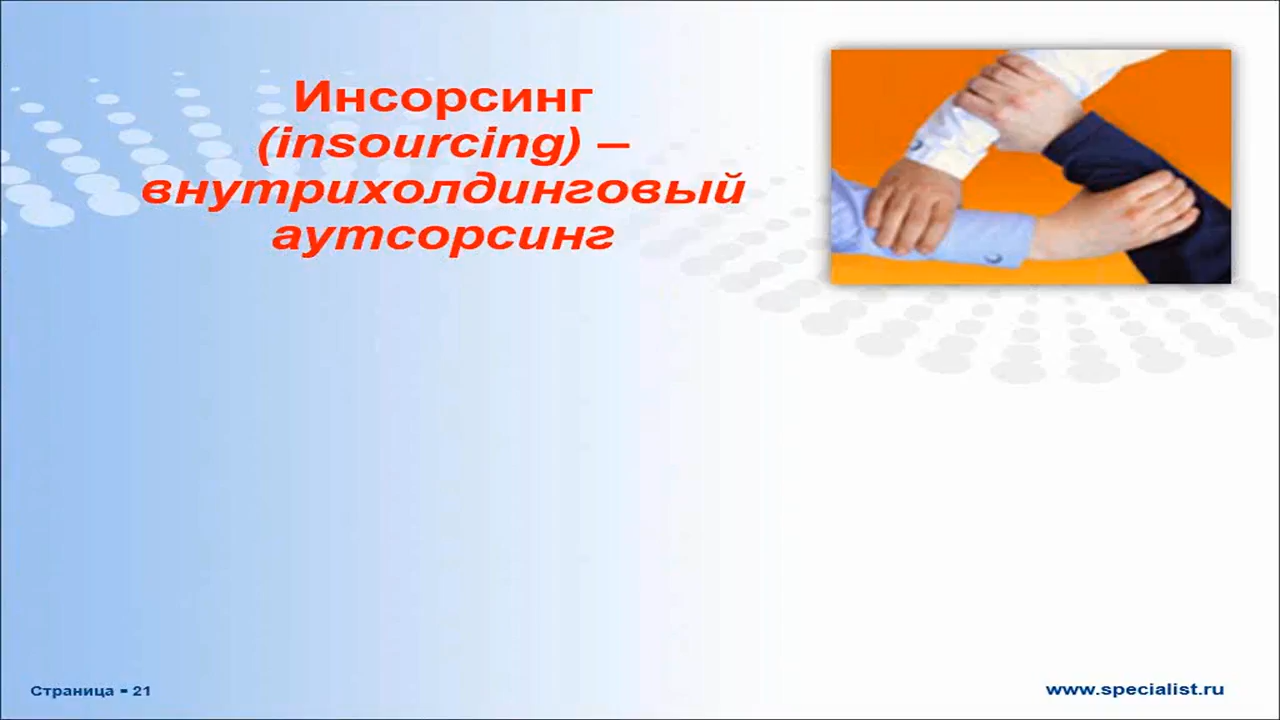 Инсорсинг
(insourcing) –
внутрихолдинговый
аутсорсинг
Страница ▪ 21
www.specialist.ru